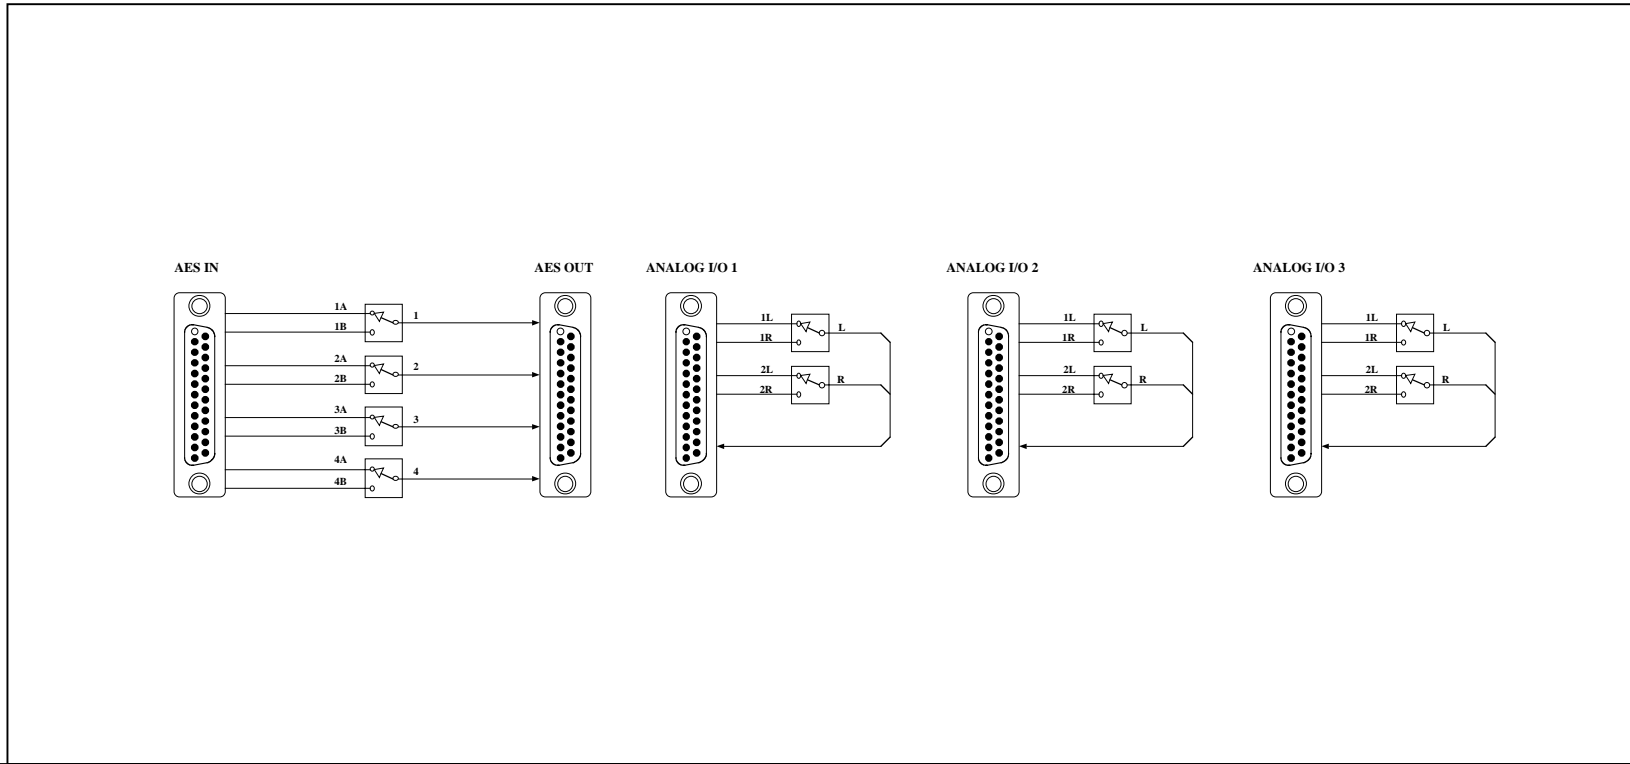 AES IN
AES OUT
ANALOG I/O 1
ANALOG I/O 2
ANALOG I/O 3
1A
1
1B
2A
2
2B
3A
3
3B
4A
4
4B
1L
L
1R
2L
R
2R
1L
L
1R
2L
R
2R
1L
L
1R
2L
R
2R